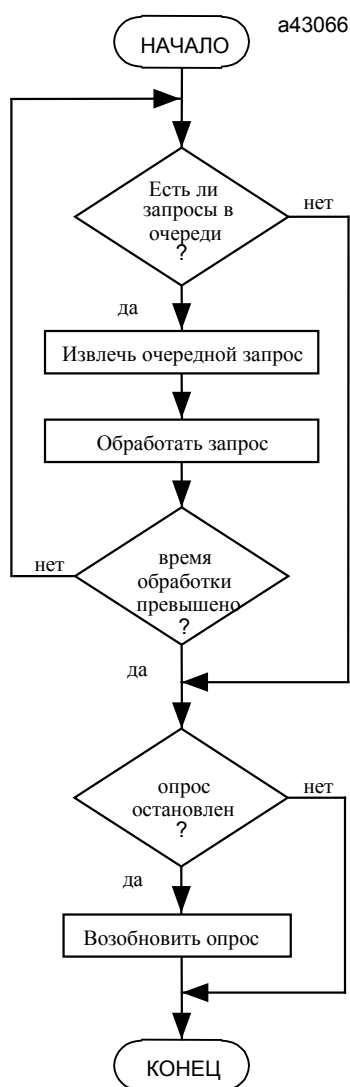 a43066
НАЧАЛО
Есть ли
запросы в
очереди
?
нет
да
Извлечь очередной запрос
Обработать запрос
нет
время
обработки
превышено
?
да
опрос
остановлен
?
нет
да
Возобновить опрос
КОНЕЦ